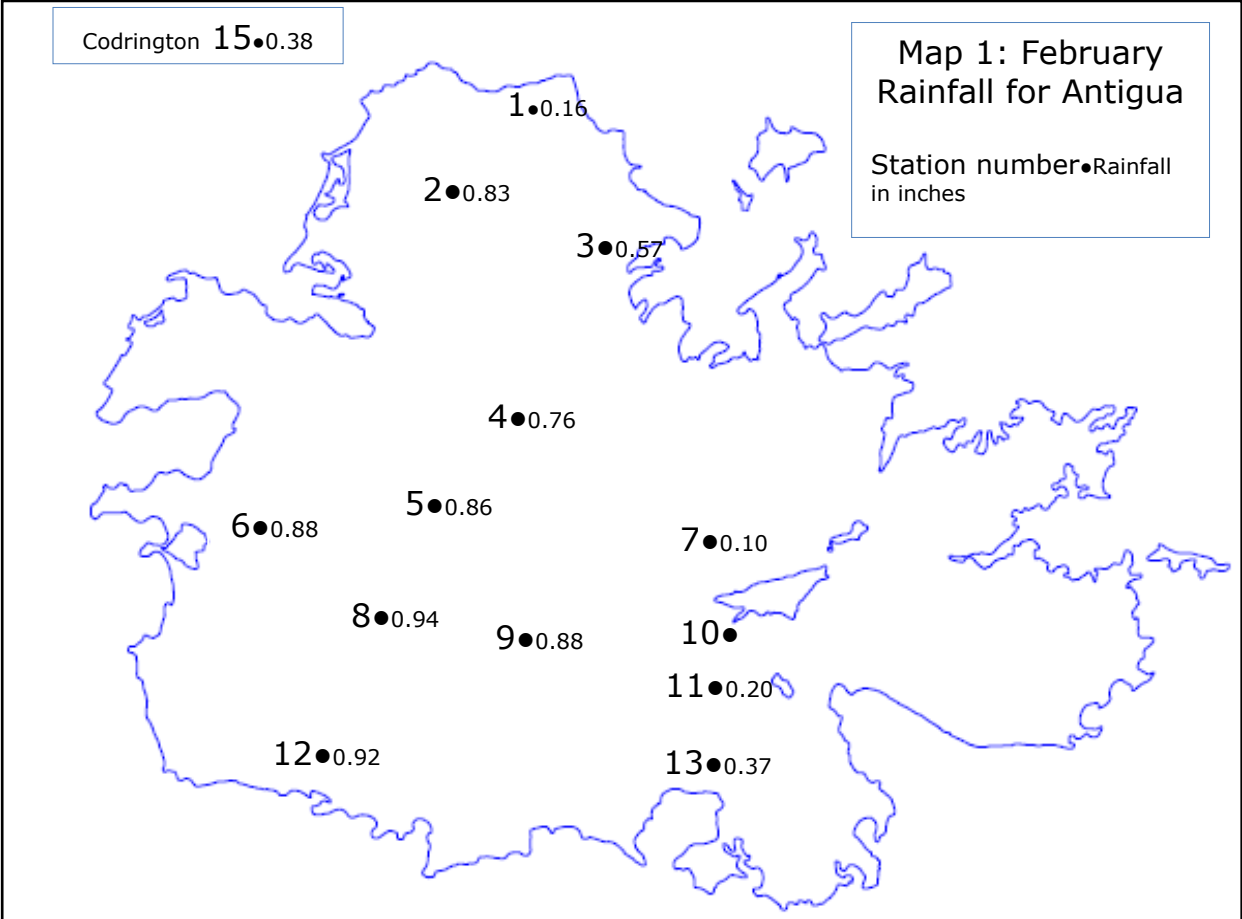 Codrington 15•0.38
Map 1: February
Rainfall for Antigua
Station number•Rainfall
in inches
1•0.16
2•0.83
3•0.57
4•0.76
5•0.86
6•0.88
7•0.10
8•0.94
9•0.88
10•
11•0.20
12•0.92
13•0.37